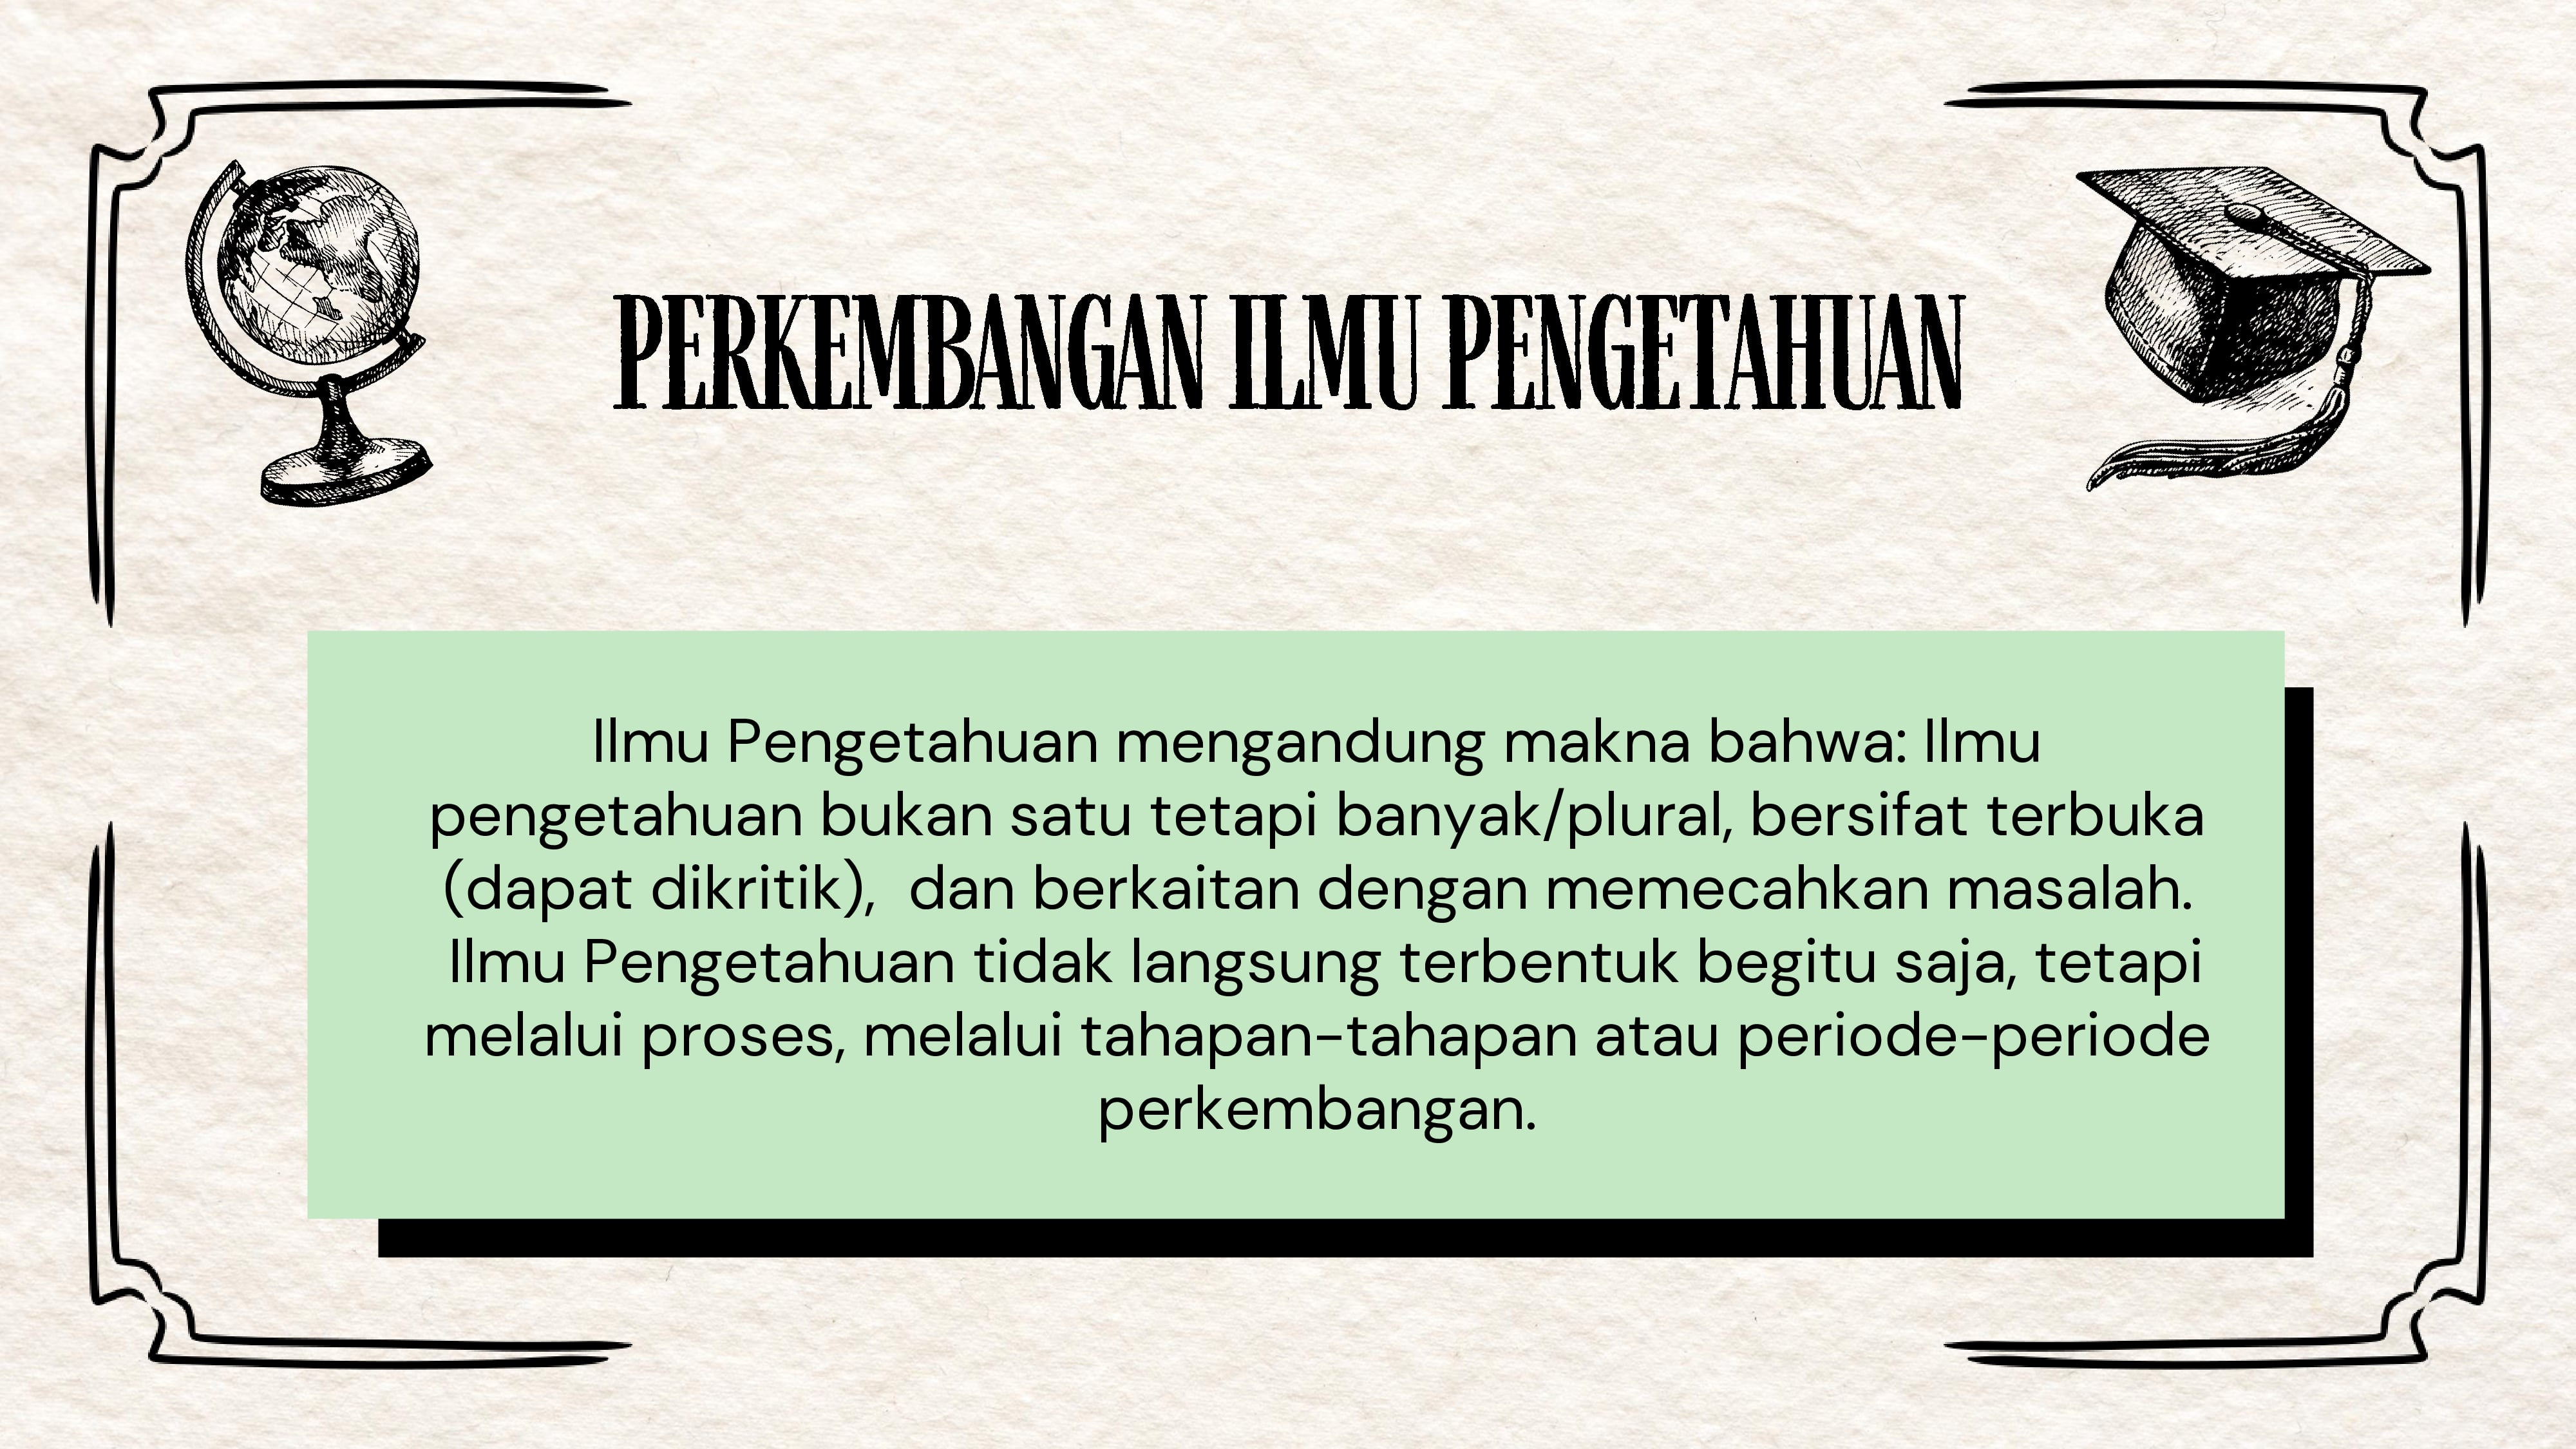 PERKEMBANGAN ILMU PENGETAHUAN
Ilmu Pengetahuan mengandung makna bahwa: Ilmu
pengetahuan bukan satu tetapi banyak/plural, bersifat terbuka
(dapat dikritik),  dan berkaitan dengan memecahkan masalah.
Ilmu Pengetahuan tidak langsung terbentuk begitu saja, tetapi
melalui proses, melalui tahapan-tahapan atau periode-periode
perkembangan.